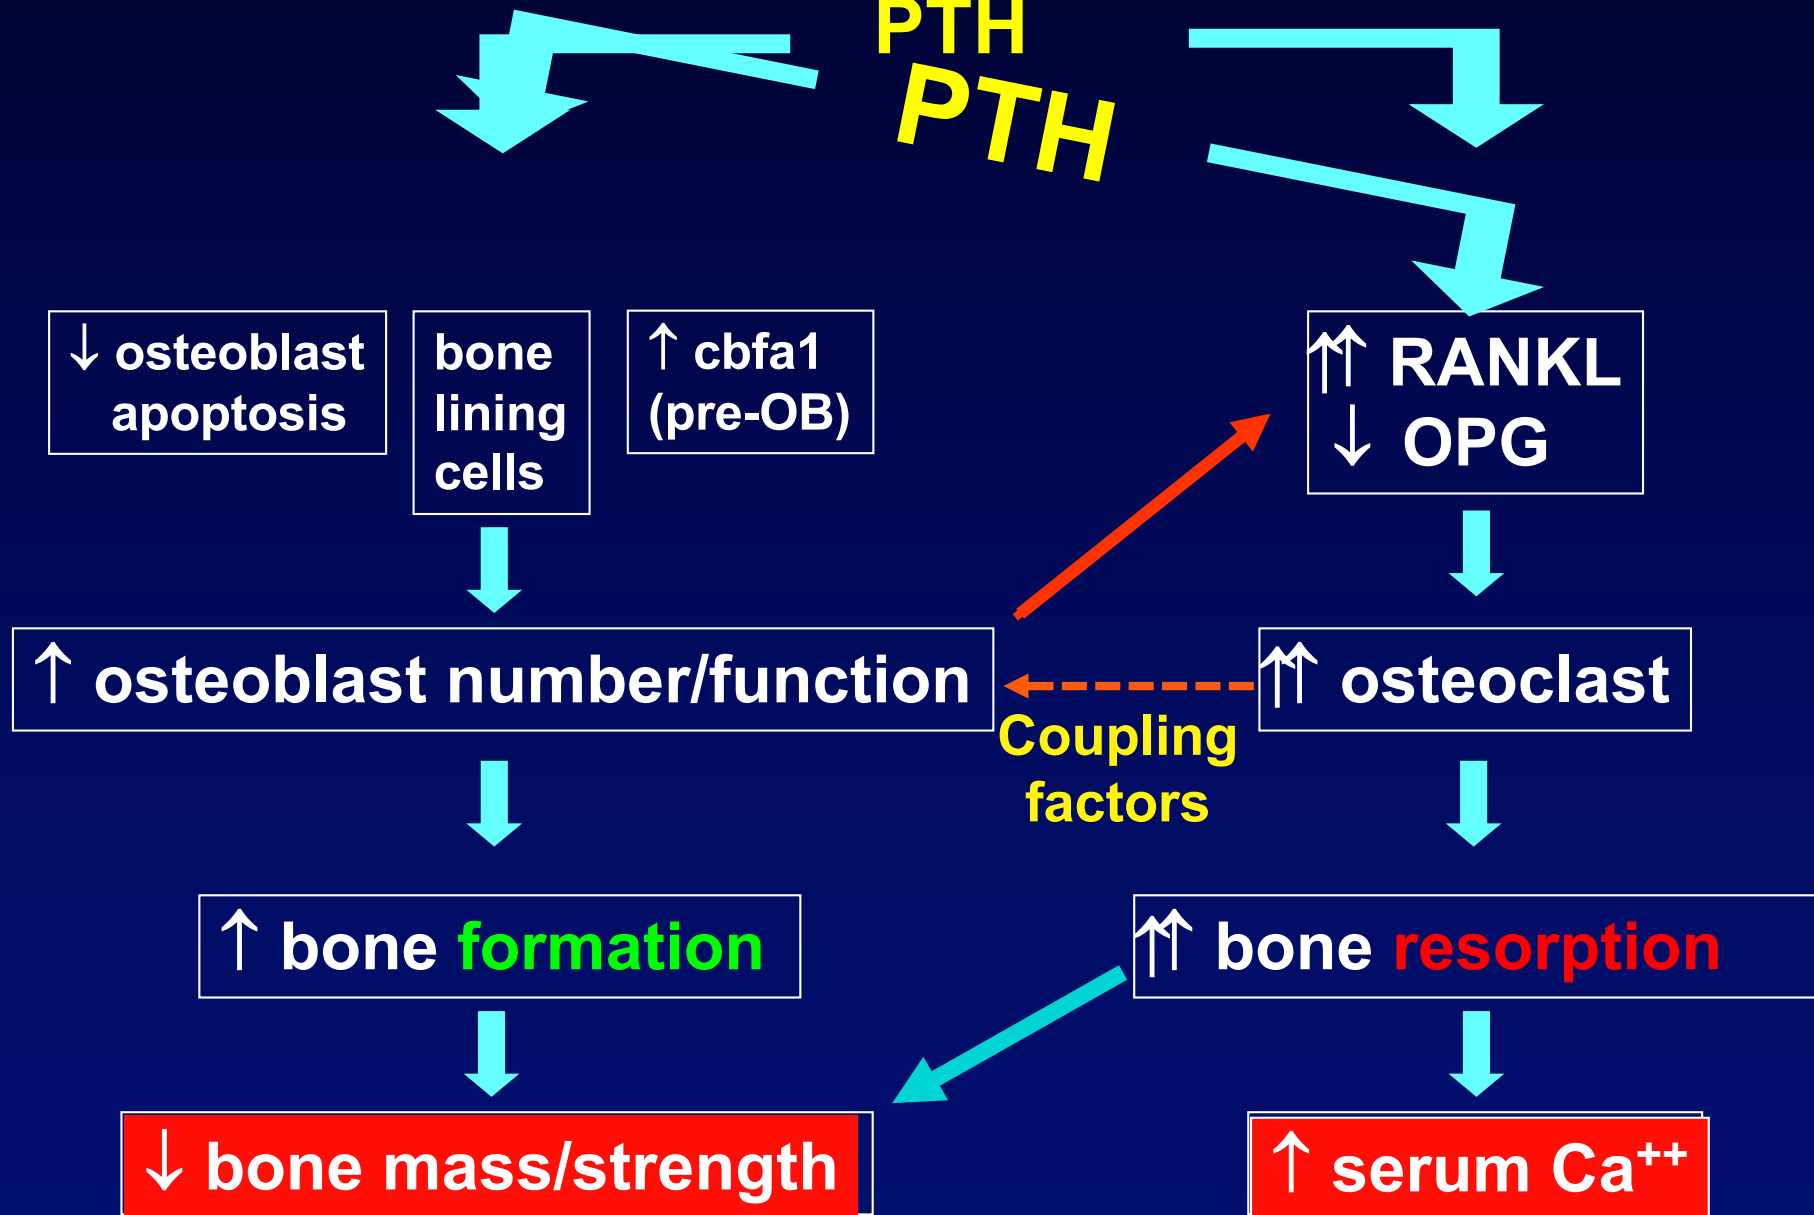 PTH
PTH
↓ osteoblast
apoptosis
bone
lining
cells
↑ cbfa1
(pre-OB)
↑↑ RANKL
↓ OPG
↑ osteoblast number/function
↑↑ osteoclast
Coupling
factors
↑ bone formation
↑↑ bone resorption
↓ bone mass/strength
↑ serum Ca⁺⁺